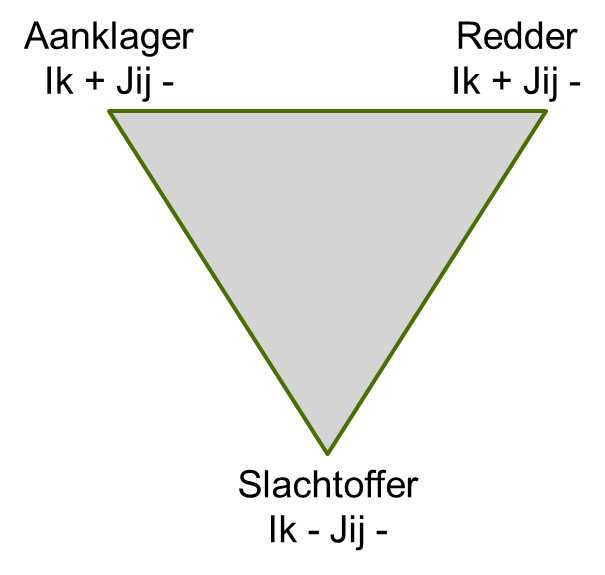 Aanklager
Ik + Jij -
Redder
Ik + Jij -
Slachtoffer
Ik - Jij -